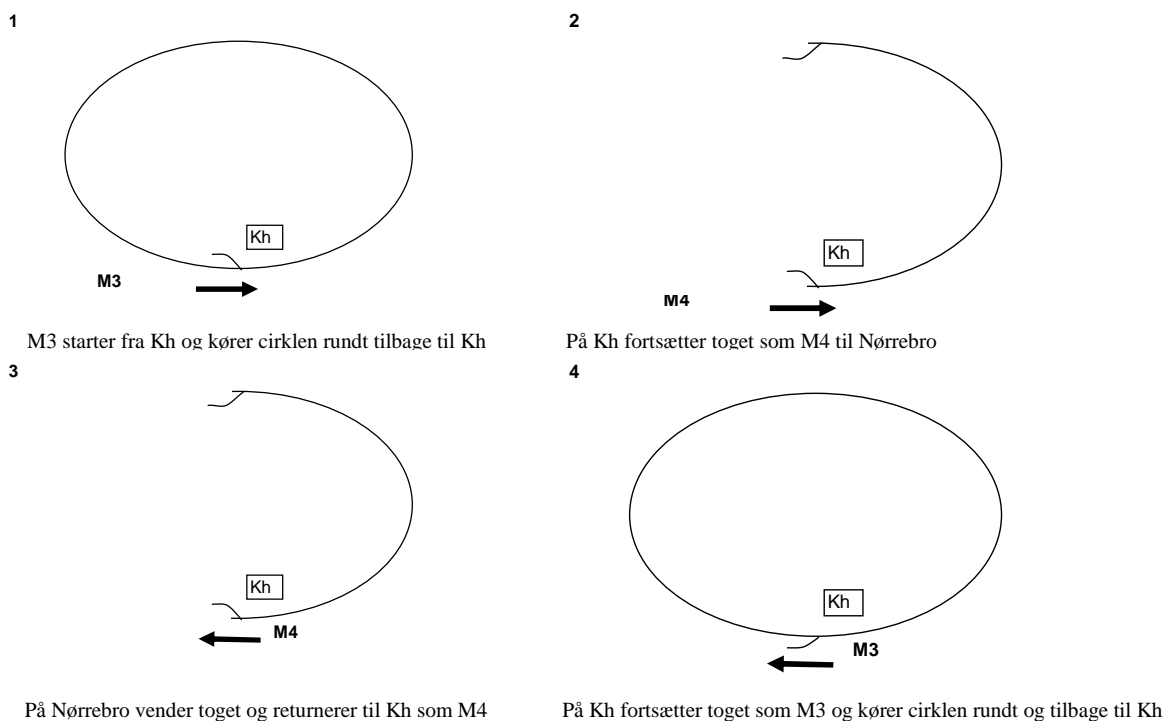 1
Kh
M3
M3 starter fra Kh og kører cirklen rundt tilbage til Kh
2
Kh
M4
På Kh fortsætter toget som M4 til Nørrebro
3
Kh
M4
På Nørrebro vender toget og returnerer til Kh som M4
4
Kh
M3
På Kh fortsætter toget som M3 og kører cirklen rundt og tilbage til Kh